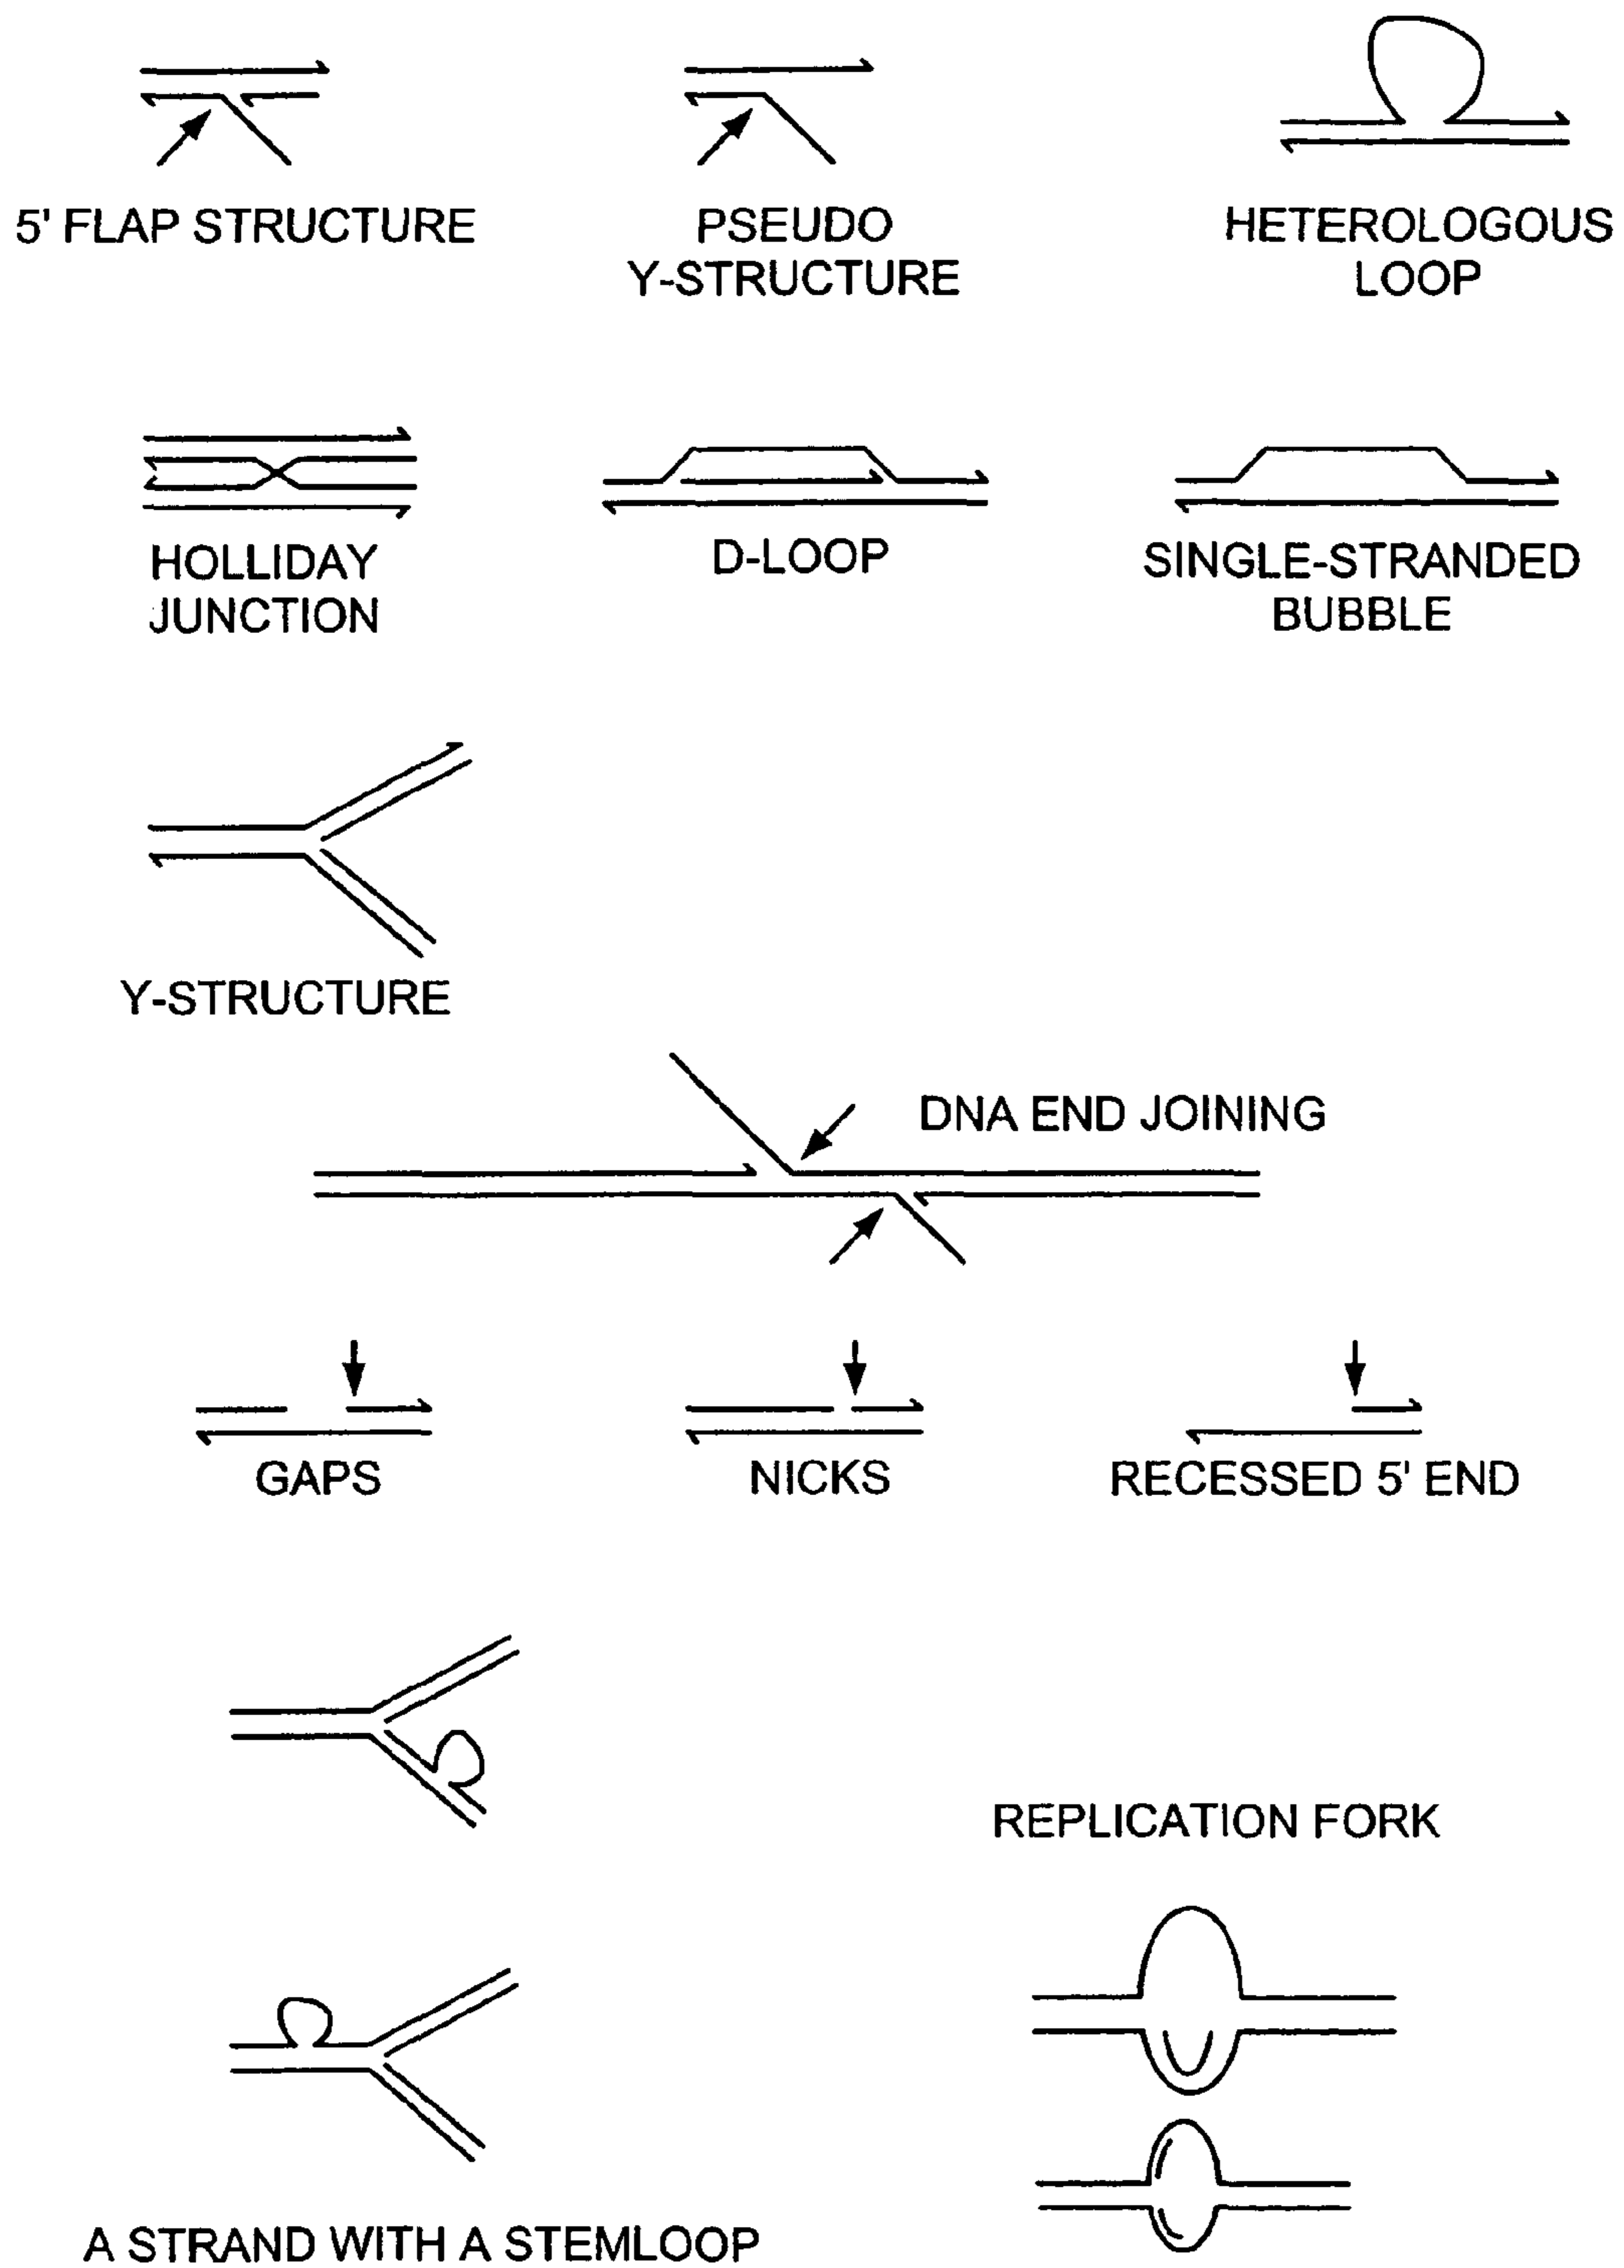 5' FLAP STRUCTURE
PSEUDO
Y-STRUCTURE
HETEROLOGOUS
LOOP
HOLLIDAY
JUNCTION
D-LOOP
SINGLE-STRANDED
BUBBLE
Y-STRUCTURE
DNA END JOINING
GAPS
NICKS
RECESSED 5' END
REPLICATION FORK
A STRAND WITH A STEMLOOP